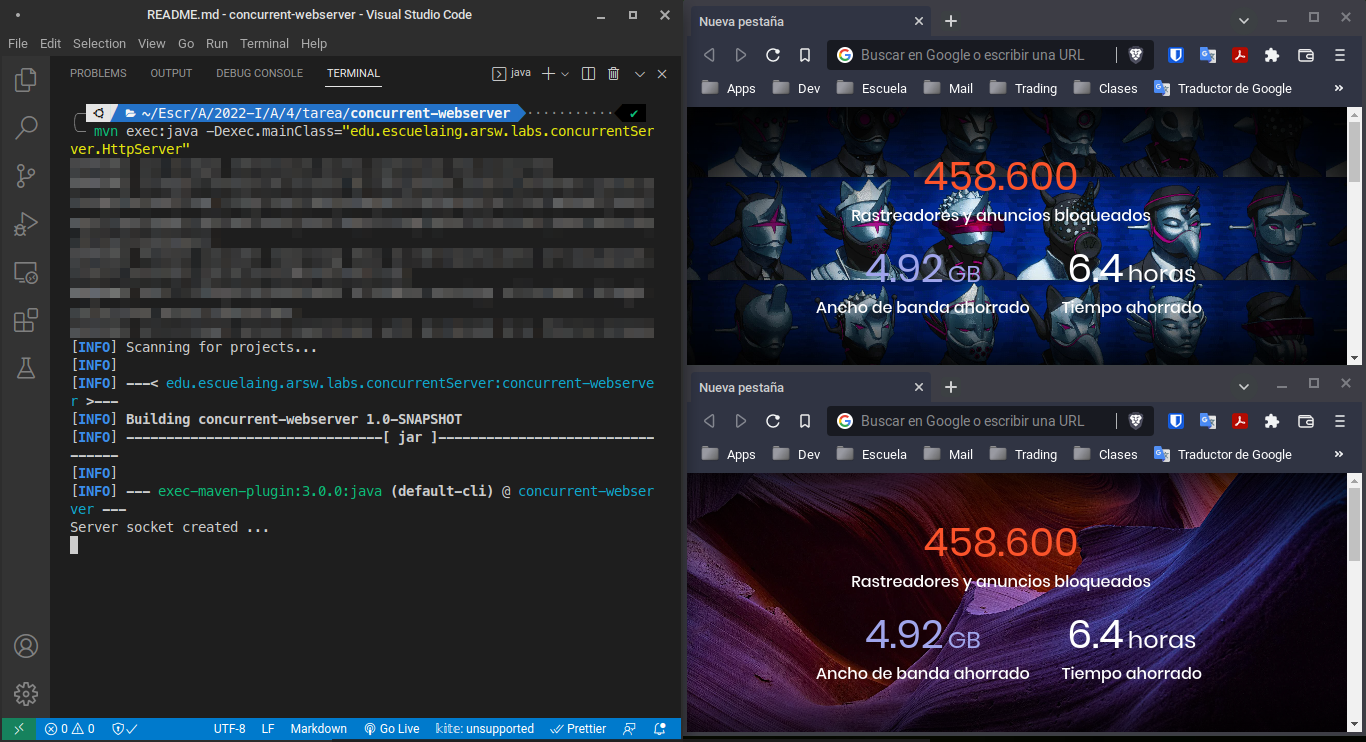 README.md - concurrent-webserver - Visual Studio Code
File Edit Selection View Go Run Terminal Help
PROBLEMS OUTPUT DEBUG CONSOLE TERMINAL java
~/Escr/A/2022-I/A/4/tarea/concurrent-webserver ✔
mvn exec:java -Dexec.mainClass="edu.escuelaing.arsw.labs.concurrentSer
ver.HttpServer"
[INFO] Scanning for projects...
[INFO]
[INFO] ---< edu.escuelaing.arsw.labs.concurrentServer:concurrent-webserve
r >---
[INFO] Building concurrent-webserver 1.0-SNAPSHOT
[INFO] --------------------------------[ jar ]---------------------------
------
[INFO]
[INFO] --- exec-maven-plugin:3.0.0:java (default-cli) @ concurrent-webser
ver ---
Server socket created ...
0 0 UTF-8 LF Markdown Go Live kite: unsupported Prettier
Nueva pestaña
Buscar en Google o escribir una URL
Apps Dev Escuela Mail Trading Clases Traductor de Google »
458.600
Rastreadores y anuncios bloqueados
4.92 GB 6.4 horas
Ancho de banda ahorrado Tiempo ahorrado
Nueva pestaña
Buscar en Google o escribir una URL
Apps Dev Escuela Mail Trading Clases Traductor de Google »
458.600
Rastreadores y anuncios bloqueados
4.92 GB 6.4 horas
Ancho de banda ahorrado Tiempo ahorrado